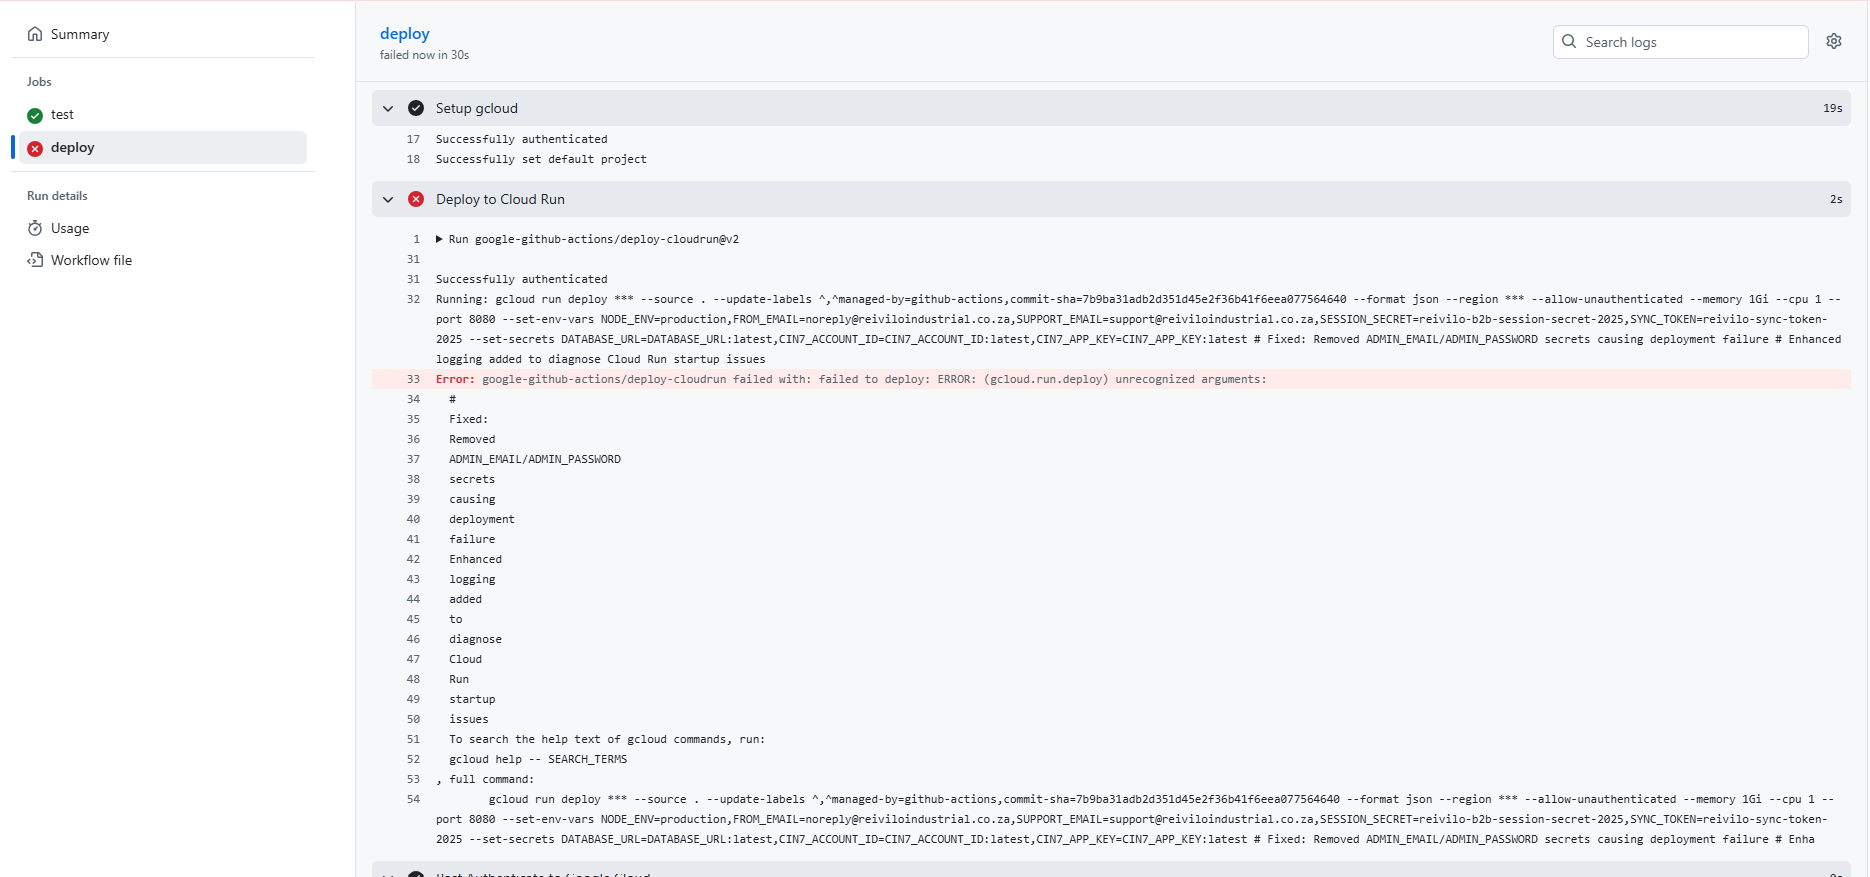 Summary
Jobs
test
deploy
Run details
Usage
Workflow file
deploy
failed now in 30s
Search logs
Setup gcloud 19s
17 Successfully authenticated
18 Successfully set default project
Deploy to Cloud Run 2s
1 Run google-github-actions/deploy-cloudrun@v2
31
31 Successfully authenticated
32 Running: gcloud run deploy *** --source . --update-labels ^,^managed-by=github-actions,commit-sha=7b9ba31adb2d351d45e2f36b41f6eea077564640 --format json --region *** --allow-unauthenticated --memory 1Gi --cpu 1 --
port 8080 --set-env-vars NODE_ENV=production,FROM_EMAIL=noreply@reiviloindustrial.co.za,SUPPORT_EMAIL=support@reiviloindustrial.co.za,SESSION_SECRET=reivilo-b2b-session-secret-2025,SYNC_TOKEN=reivilo-sync-token-
2025 --set-secrets DATABASE_URL=DATABASE_URL:latest,CIN7_ACCOUNT_ID=CIN7_ACCOUNT_ID:latest,CIN7_APP_KEY=CIN7_APP_KEY:latest # Fixed: Removed ADMIN_EMAIL/ADMIN_PASSWORD secrets causing deployment failure # Enhanced
logging added to diagnose Cloud Run startup issues
33 Error: google-github-actions/deploy-cloudrun failed with: failed to deploy: ERROR: (gcloud.run.deploy) unrecognized arguments:
34 #
35 Fixed:
36 Removed
37 ADMIN_EMAIL/ADMIN_PASSWORD
38 secrets
39 causing
40 deployment
41 failure
42 Enhanced
43 logging
44 added
45 to
46 diagnose
47 Cloud
48 Run
49 startup
50 issues
51 To search the help text of gcloud commands, run:
52 gcloud help -- SEARCH_TERMS
53 , full command:
54 gcloud run deploy *** --source . --update-labels ^,^managed-by=github-actions,commit-sha=7b9ba31adb2d351d45e2f36b41f6eea077564640 --format json --region *** --allow-unauthenticated --memory 1Gi --cpu 1 --
port 8080 --set-env-vars NODE_ENV=production,FROM_EMAIL=noreply@reiviloindustrial.co.za,SUPPORT_EMAIL=support@reiviloindustrial.co.za,SESSION_SECRET=reivilo-b2b-session-secret-2025,SYNC_TOKEN=reivilo-sync-token-
2025 --set-secrets DATABASE_URL=DATABASE_URL:latest,CIN7_ACCOUNT_ID=CIN7_ACCOUNT_ID:latest,CIN7_APP_KEY=CIN7_APP_KEY:latest # Fixed: Removed ADMIN_EMAIL/ADMIN_PASSWORD secrets causing deployment failure # Enha